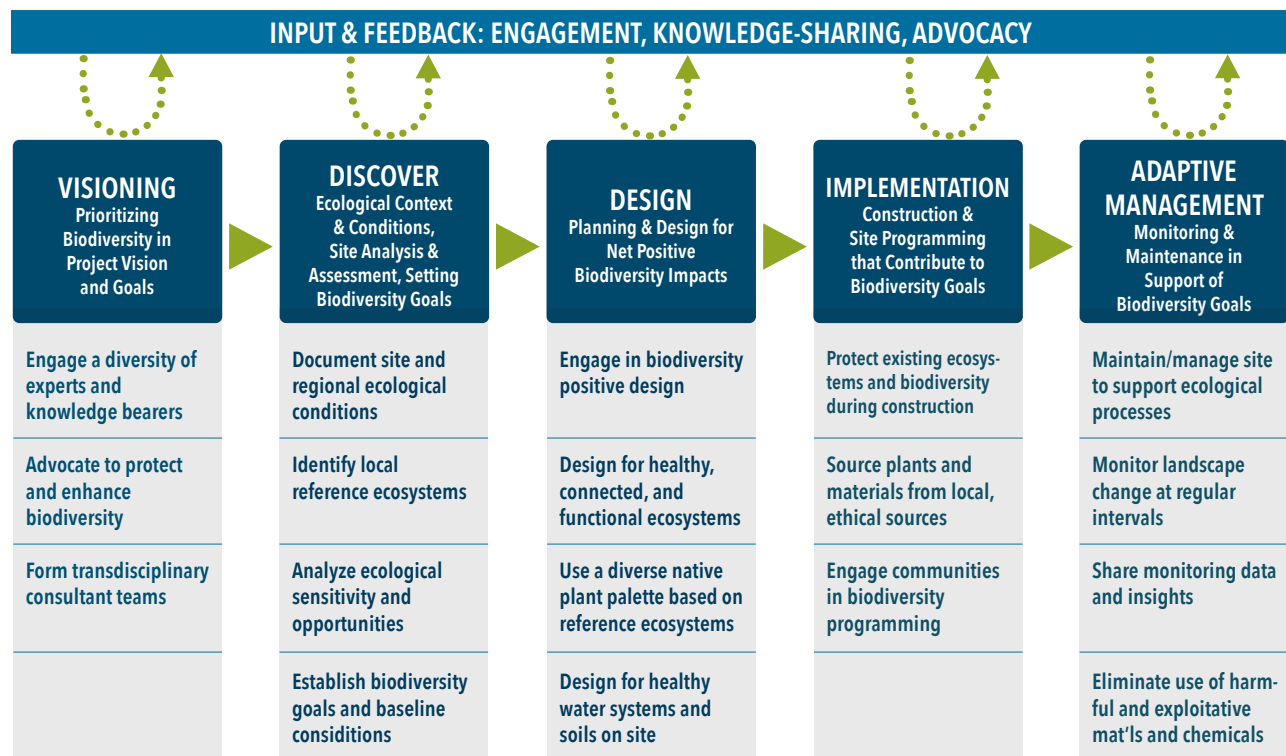 INPUT & FEEDBACK: ENGAGEMENT, KNOWLEDGE-SHARING, ADVOCACY
VISIONING
Prioritizing
Biodiversity in
Project Vision
and Goals
Engage a diversity of
experts and
knowledge bearers
Advocate to protect
and enhance
biodiversity
Form transdisciplinary
consultant teams
DISCOVER
Ecological Context
& Conditions,
Site Analysis &
Assessment, Setting
Biodiversity Goals
Document site and
regional ecological
conditions
Identify local
reference ecosystems
Analyze ecological
sensitivity and
opportunities
Establish biodiversity
goals and baseline
considitions
DESIGN
Planning & Design for
Net Positive
Biodiversity Impacts
Engage in biodiversity
positive design
Design for healthy,
connected, and
functional ecosystems
Use a diverse native
plant palette based on
reference ecosystems
Design for healthy
water systems and
soils on site
IMPLEMENTATION
Construction &
Site Programming
that Contribute to
Biodiversity Goals
Protect existing ecosys-
tems and biodiversity
during construction
Source plants and
materials from local,
ethical sources
Engage communities
in biodiversity
programming
ADAPTIVE
MANAGEMENT
Monitoring &
Maintenance in
Support of
Biodiversity Goals
Maintain/manage site
to support ecological
processes
Monitor landscape
change at regular
intervals
Share monitoring data
and insights
Eliminate use of harm-
ful and exploitative
mat'ls and chemicals